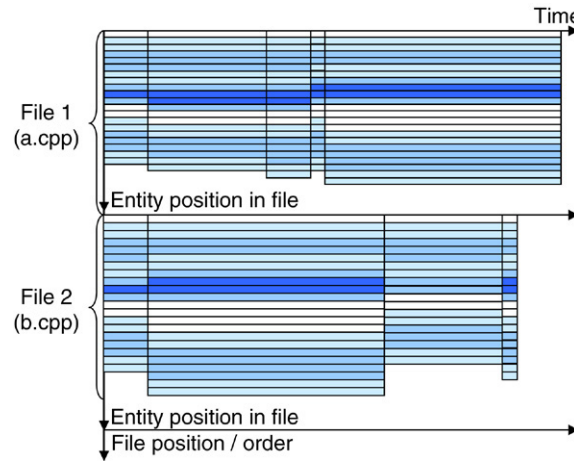 Time
File 1
(a.cpp)
Entity position in file
File 2
(b.cpp)
Entity position in file
File position / order